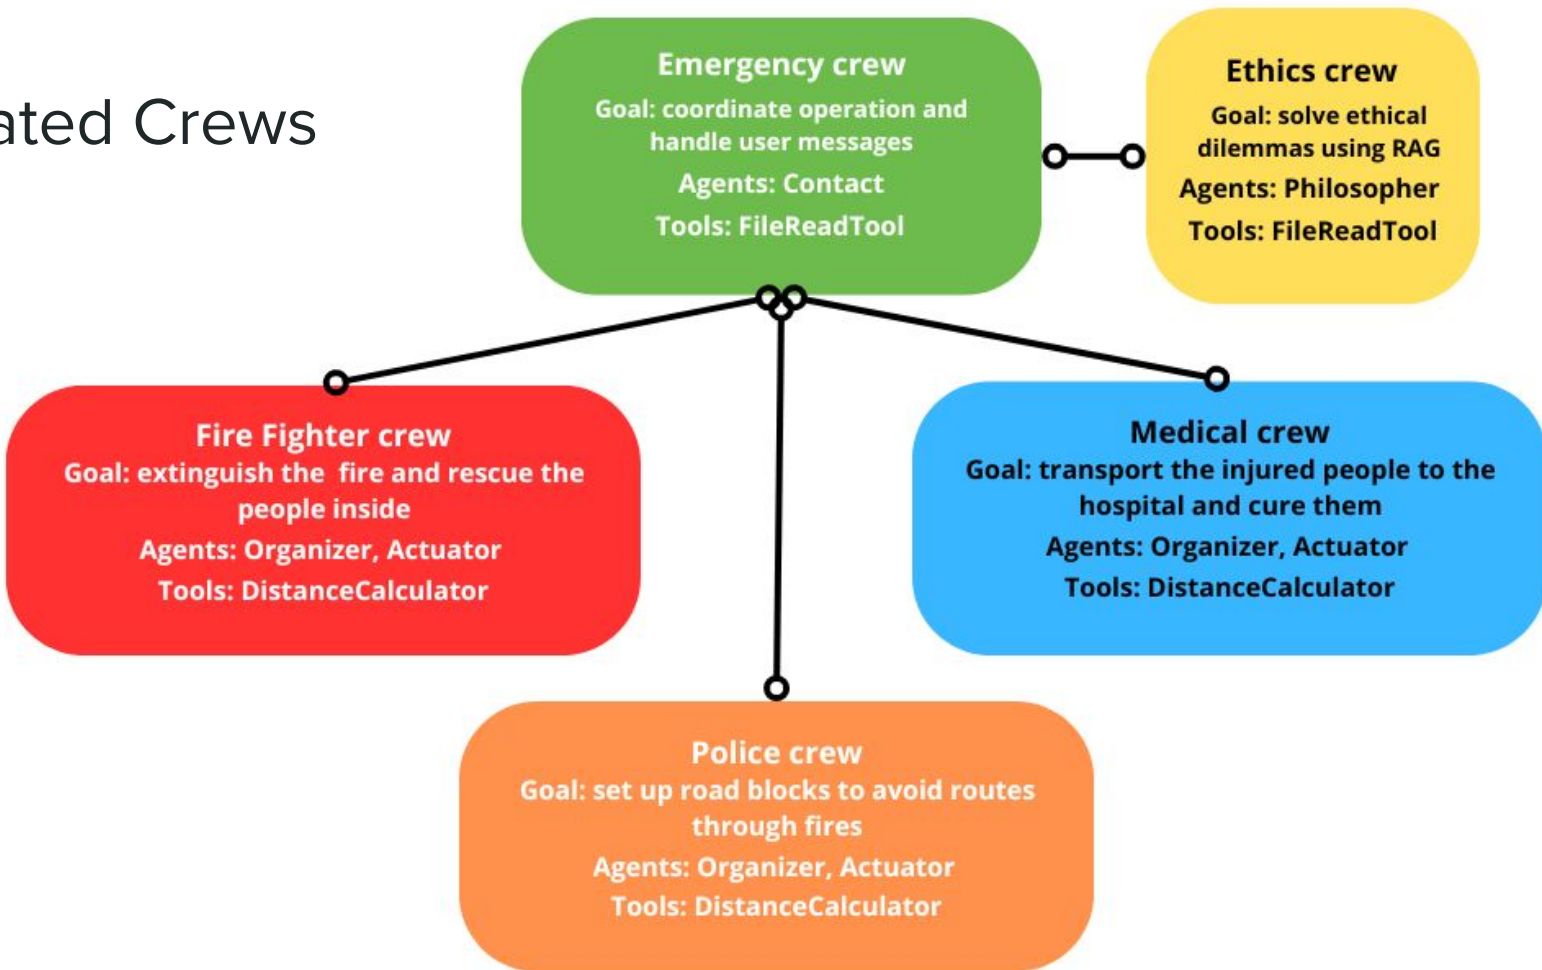 ated Crews
Emergency crew
Goal: coordinate operation and
handle user messages
Agents: Contact
Tools: FileReadTool
Ethics crew
Goal: solve ethical
dilemmas using RAG
Agents: Philosopher
Tools: FileReadTool
Fire Fighter crew
Goal: extinguish the  fire and rescue the
people inside
Agents: Organizer, Actuator
Tools: DistanceCalculator
Medical crew
Goal: transport the injured people to the
hospital and cure them
Agents: Organizer, Actuator
Tools: DistanceCalculator
Police crew
Goal: set up road blocks to avoid routes
through fires
Agents: Organizer, Actuator
Tools: DistanceCalculator